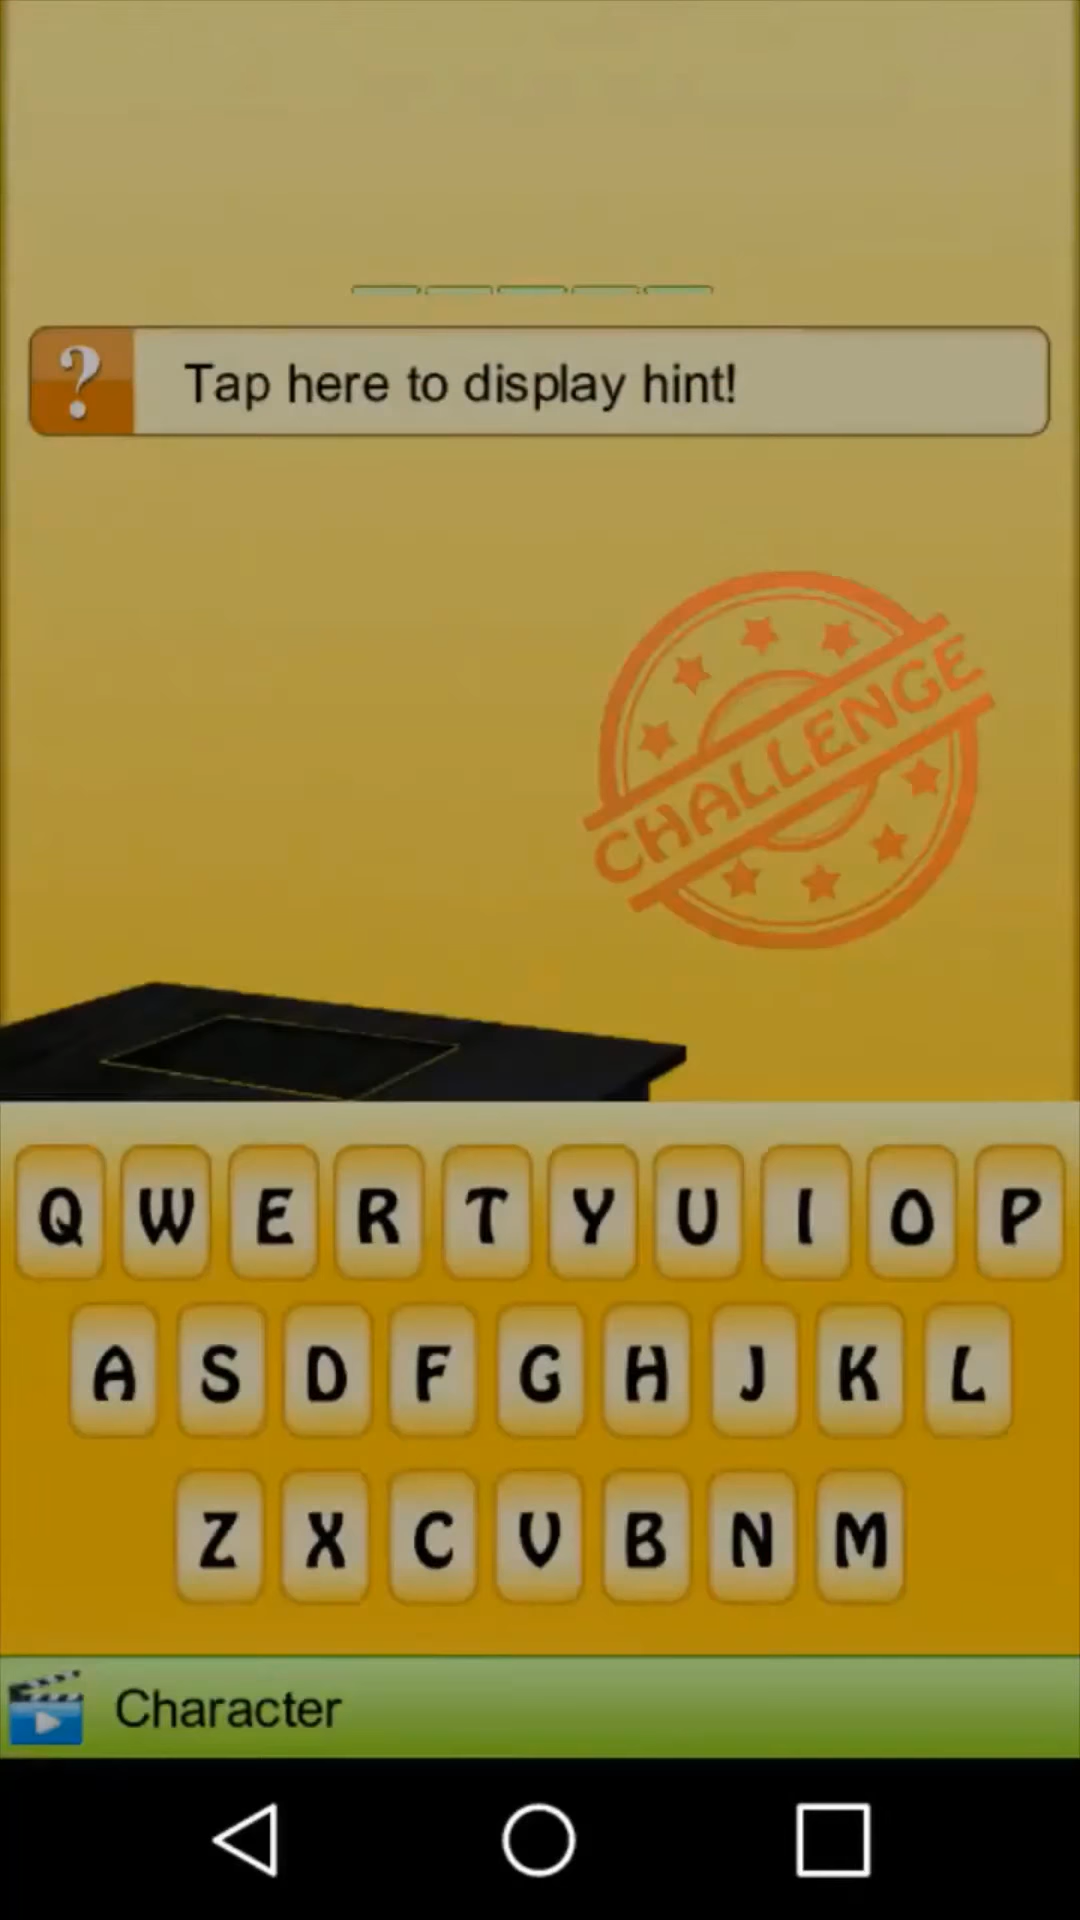 ?
Tap here to display hint!
CHALLENGE
Q W E R T Y U I O P
A S D F G H J K L
Z X C V B N M
Character